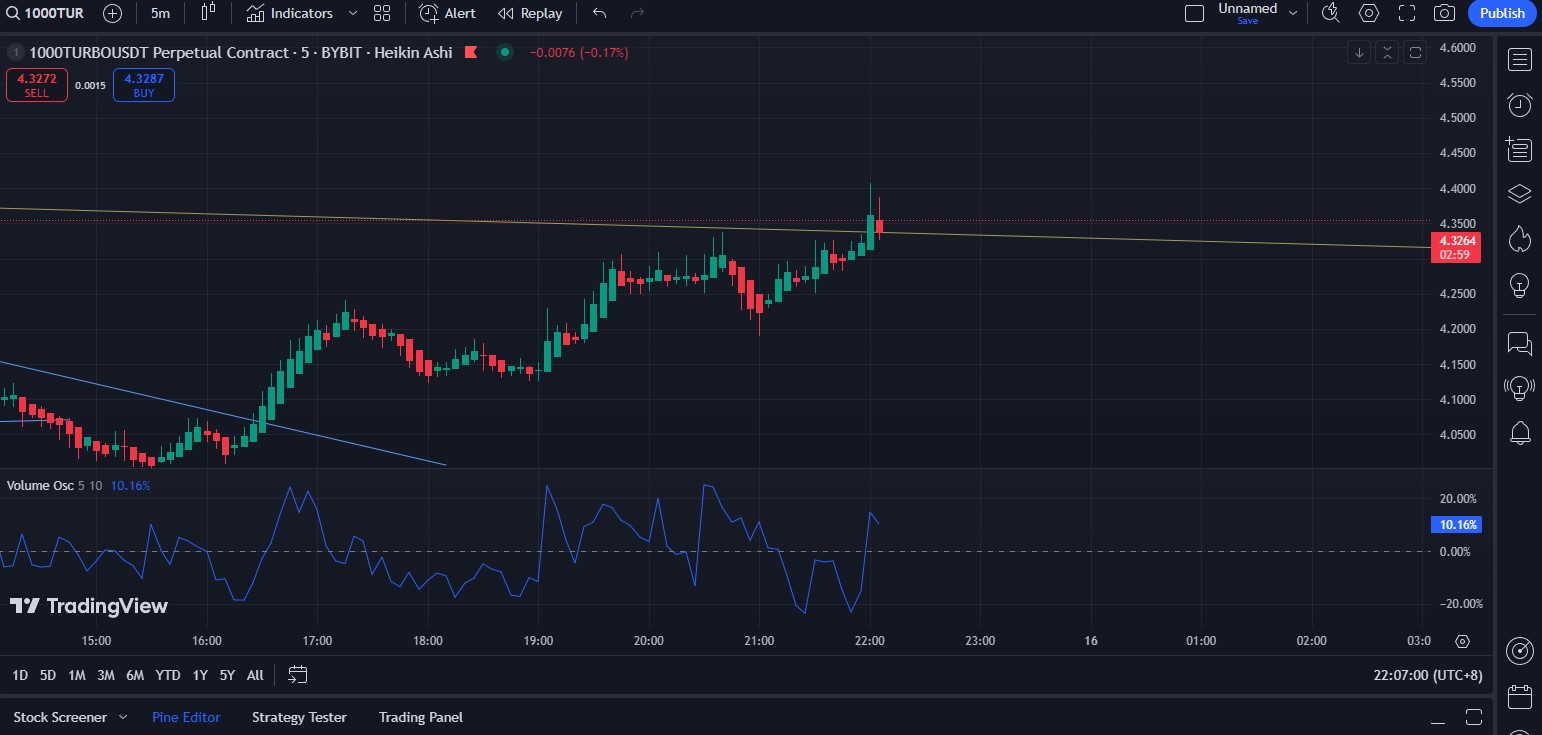 1000TUR 5m Indicators Alert Replay Unnamed Save Publish
1 1000TURBOUSDT Perpetual Contract · 5 · BYBIT · Heikin Ashi −0.0076 (−0.17%)
4.3272 SELL 0.0015 4.3287 BUY
4.6000
4.5500
4.5000
4.4500
4.4000
4.3500
4.3264
02:59
4.2500
4.2000
4.1500
4.1000
4.0500
Volume Osc 5 10 10.16%
20.00%
10.16%
0.00%
−20.00%
TradingView
15:00 16:00 17:00 18:00 19:00 20:00 21:00 22:00 23:00 16 01:00 02:00 03:0
1D 5D 1M 3M 6M YTD 1Y 5Y All 22:07:00 (UTC+8)
Stock Screener Pine Editor Strategy Tester Trading Panel